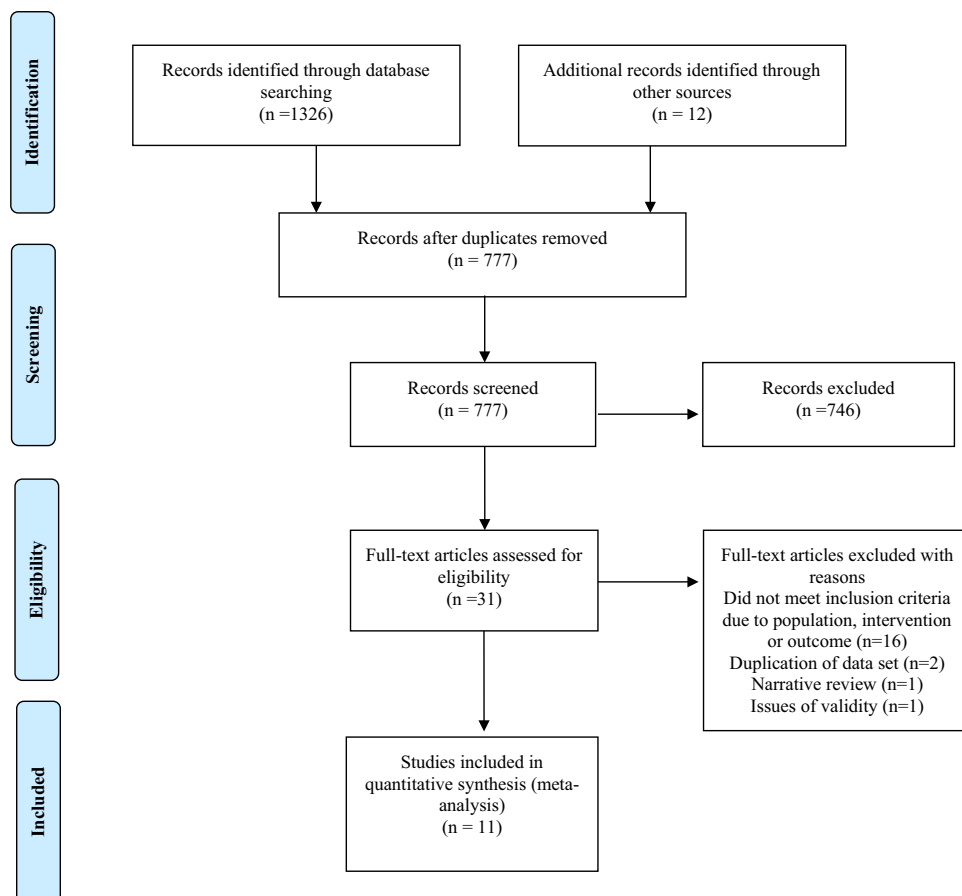 Identification
Records identified through database
searching
(n =1326)
Additional records identified through
other sources
(n = 12)
Records after duplicates removed
(n = 777)
Screening
Records screened
(n = 777)
Records excluded
(n =746)
Eligibility
Full-text articles assessed for
eligibility
(n =31)
Full-text articles excluded with
reasons
Did not meet inclusion criteria
due to population, intervention
or outcome (n=16)
Duplication of data set (n=2)
Narrative review (n=1)
Issues of validity (n=1)
Included
Studies included in
quantitative synthesis (meta-
analysis)
(n = 11)